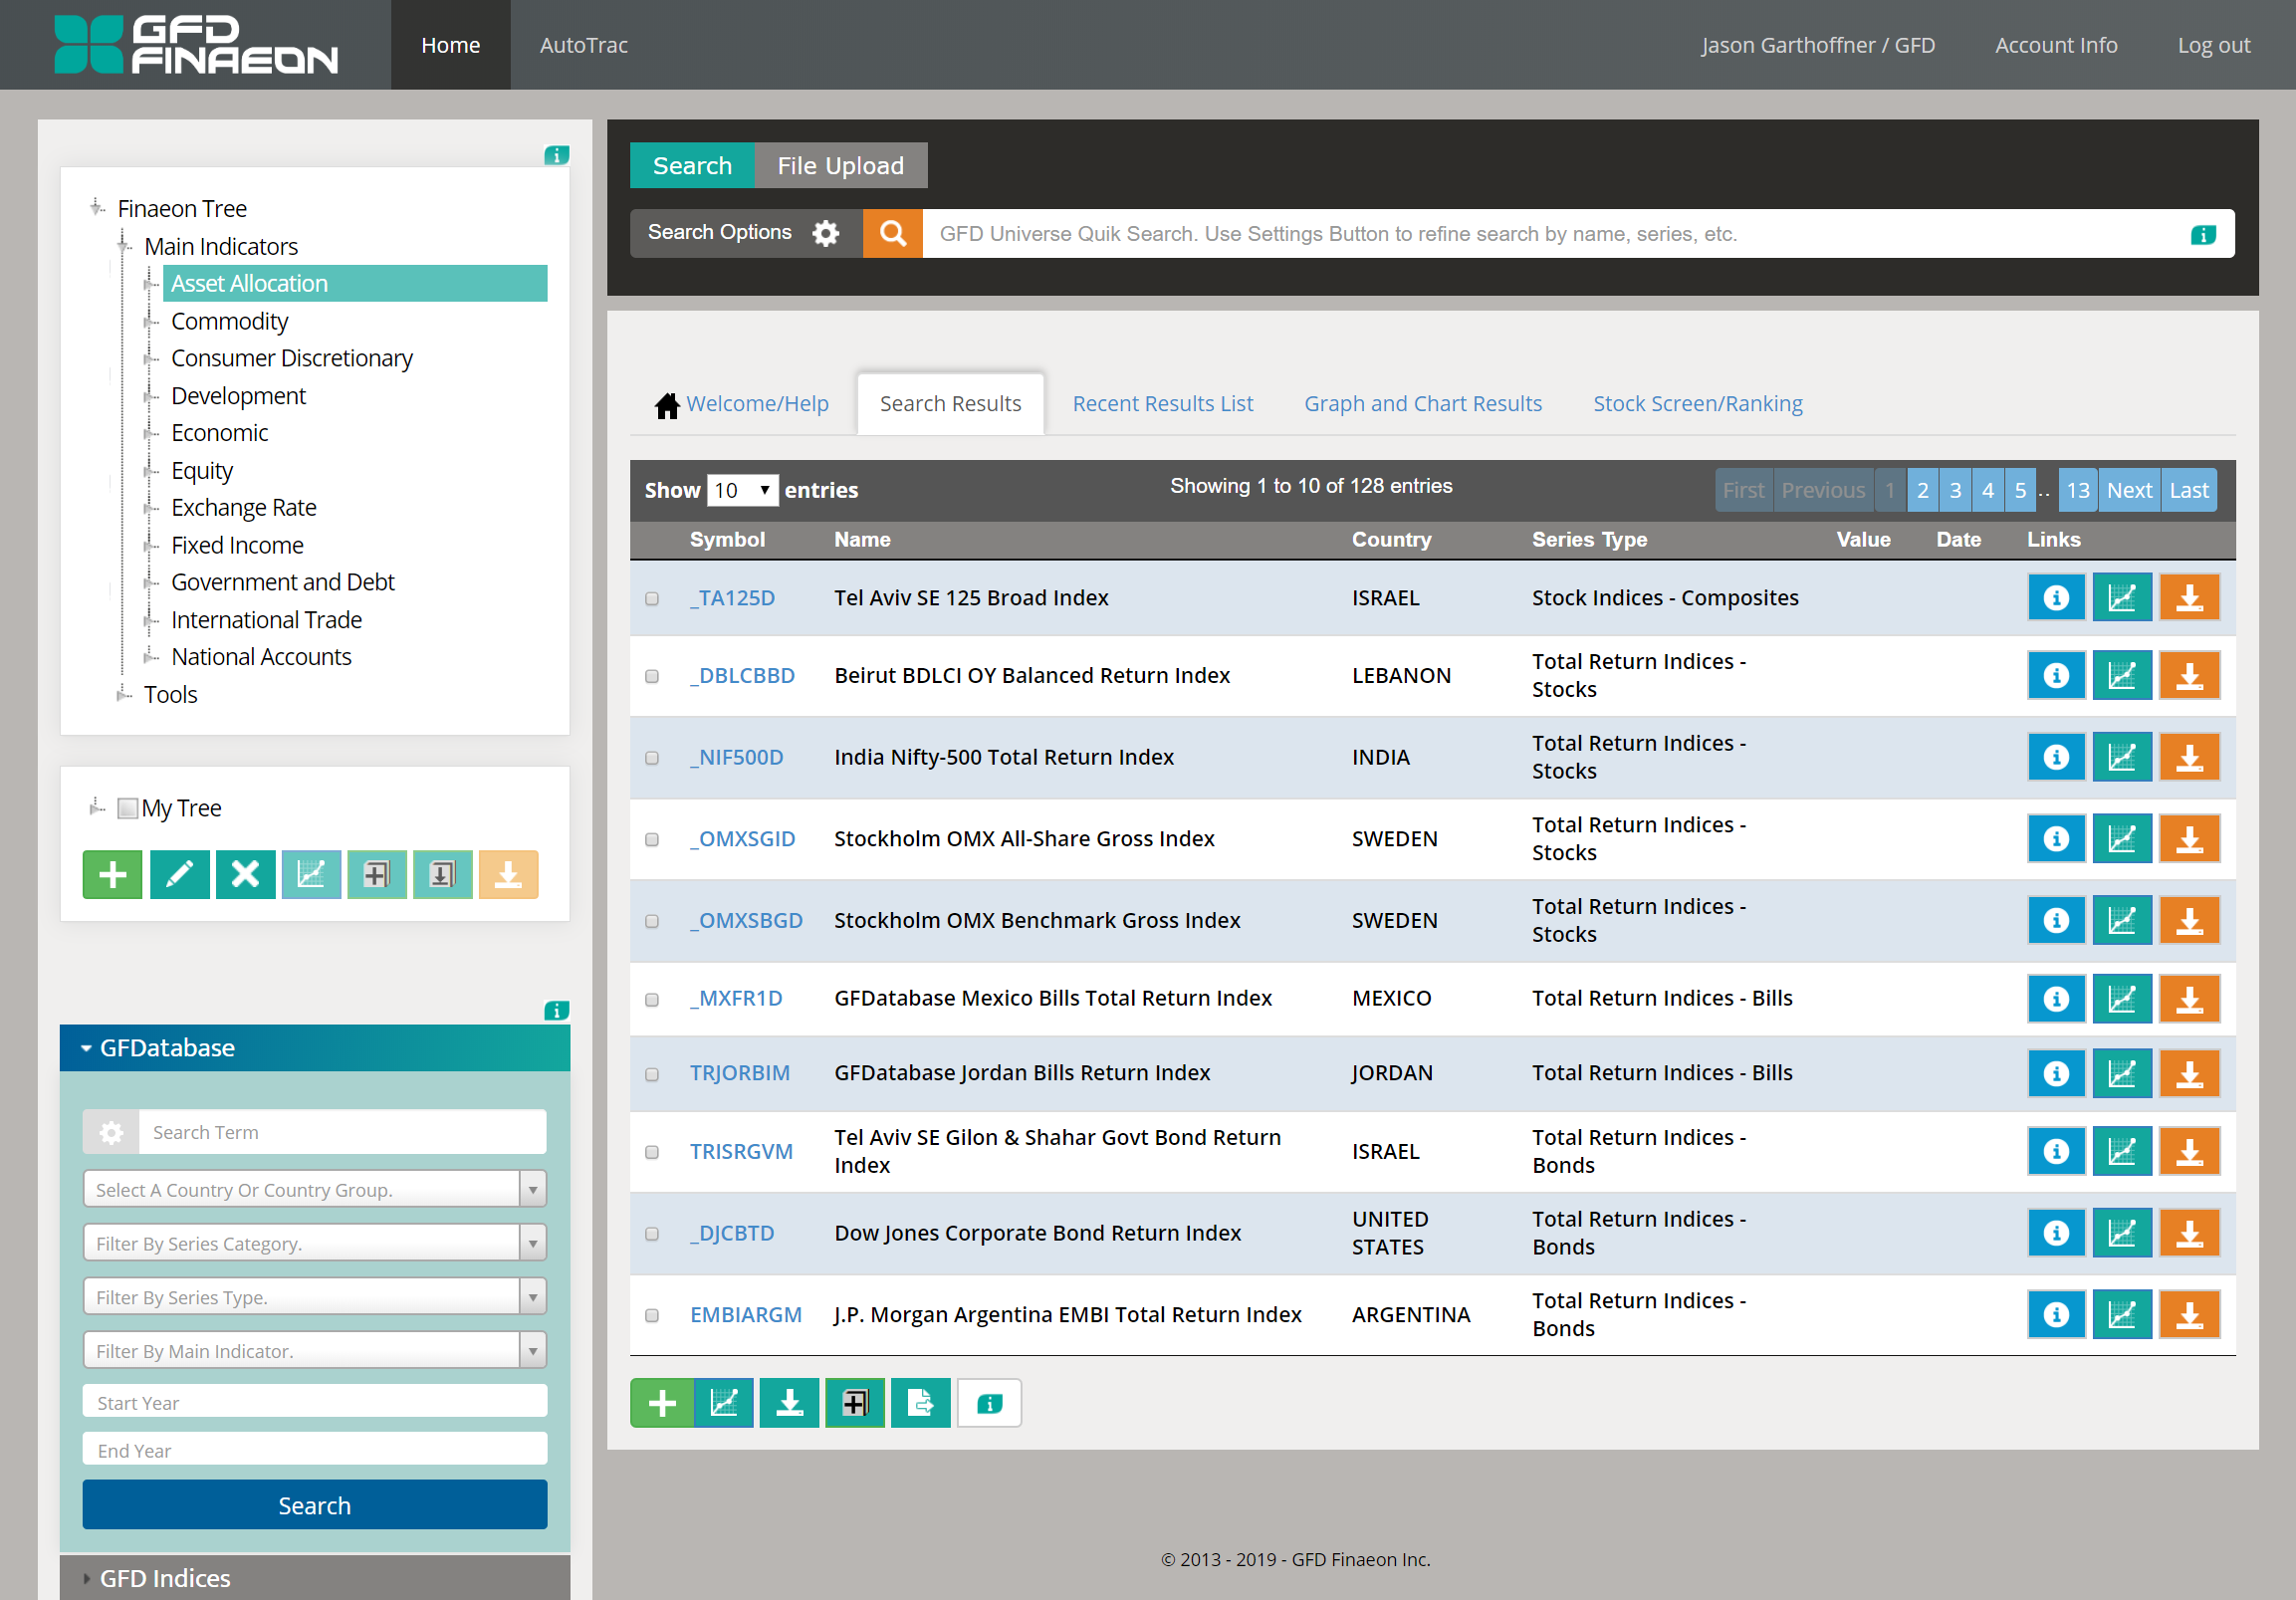 GFD
FINAEON
Home
AutoTrac
Jason Garthoffner / GFD
Account Info
Log out
Finaeon Tree
Main Indicators
Asset Allocation
Commodity
Consumer Discretionary
Development
Economic
Equity
Exchange Rate
Fixed Income
Government and Debt
International Trade
National Accounts
Tools
My Tree
GFDatabase
Search Term
Select A Country Or Country Group.
Filter By Series Category.
Filter By Series Type.
Filter By Main Indicator.
Start Year
End Year
Search
GFD Indices
Search
File Upload
Search Options
GFD Universe Quik Search. Use Settings Button to refine search by name, series, etc.
Welcome/Help
Search Results
Recent Results List
Graph and Chart Results
Stock Screen/Ranking
Show 10 entries
Showing 1 to 10 of 128 entries
First Previous 1 2 3 4 5 .. 13 Next Last
Symbol Name Country Series Type Value Date Links
_TA125D Tel Aviv SE 125 Broad Index ISRAEL Stock Indices - Composites
_DBLCBBD Beirut BDLCI OY Balanced Return Index LEBANON Total Return Indices -
Stocks
_NIF500D India Nifty-500 Total Return Index INDIA Total Return Indices -
Stocks
_OMXSGID Stockholm OMX All-Share Gross Index SWEDEN Total Return Indices -
Stocks
_OMXSBGD Stockholm OMX Benchmark Gross Index SWEDEN Total Return Indices -
Stocks
_MXFR1D GFDatabase Mexico Bills Total Return Index MEXICO Total Return Indices - Bills
TRJORBIM GFDatabase Jordan Bills Return Index JORDAN Total Return Indices - Bills
TRISRGVM Tel Aviv SE Gilon & Shahar Govt Bond Return ISRAEL Total Return Indices -
Index Bonds
_DJCBTD Dow Jones Corporate Bond Return Index UNITED Total Return Indices -
STATES Bonds
EMBIARGM J.P. Morgan Argentina EMBI Total Return Index ARGENTINA Total Return Indices -
Bonds
© 2013 - 2019 - GFD Finaeon Inc.